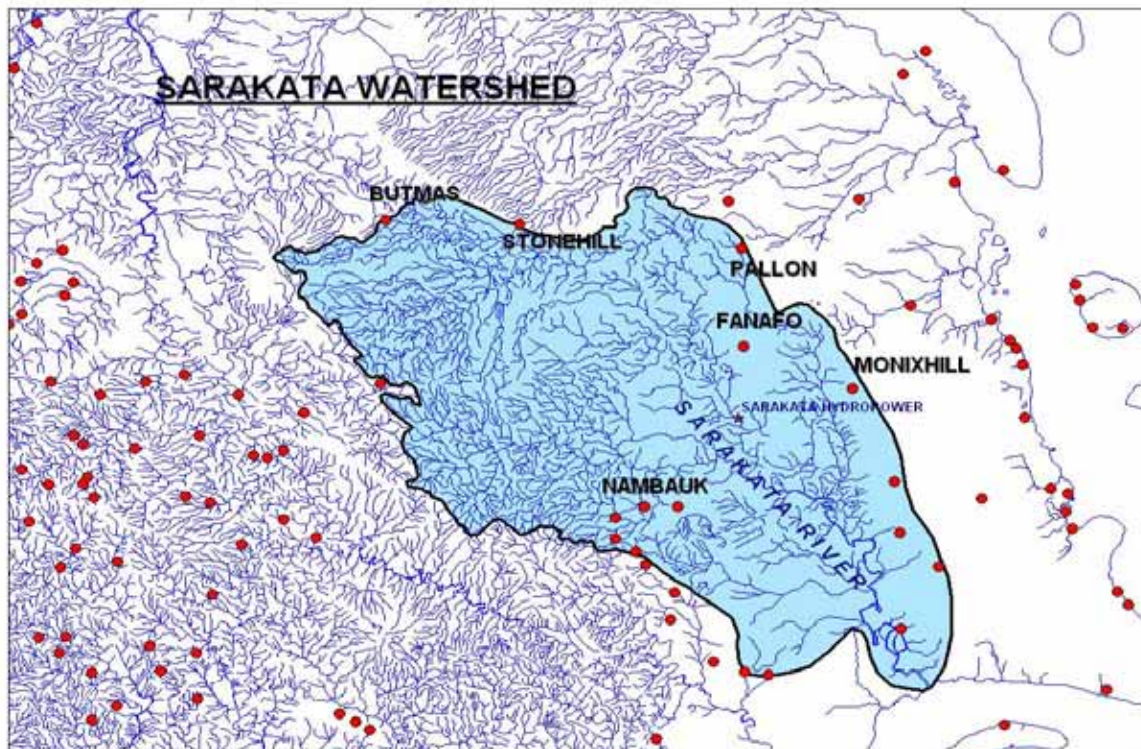 SARAKATA WATERSHED
BUTMAS
STONEHILL
PALLON
FANAFO
MONIXHILL
SARAKATA HYDROPOWER
NAMBAUK
SARAKATA RIVER